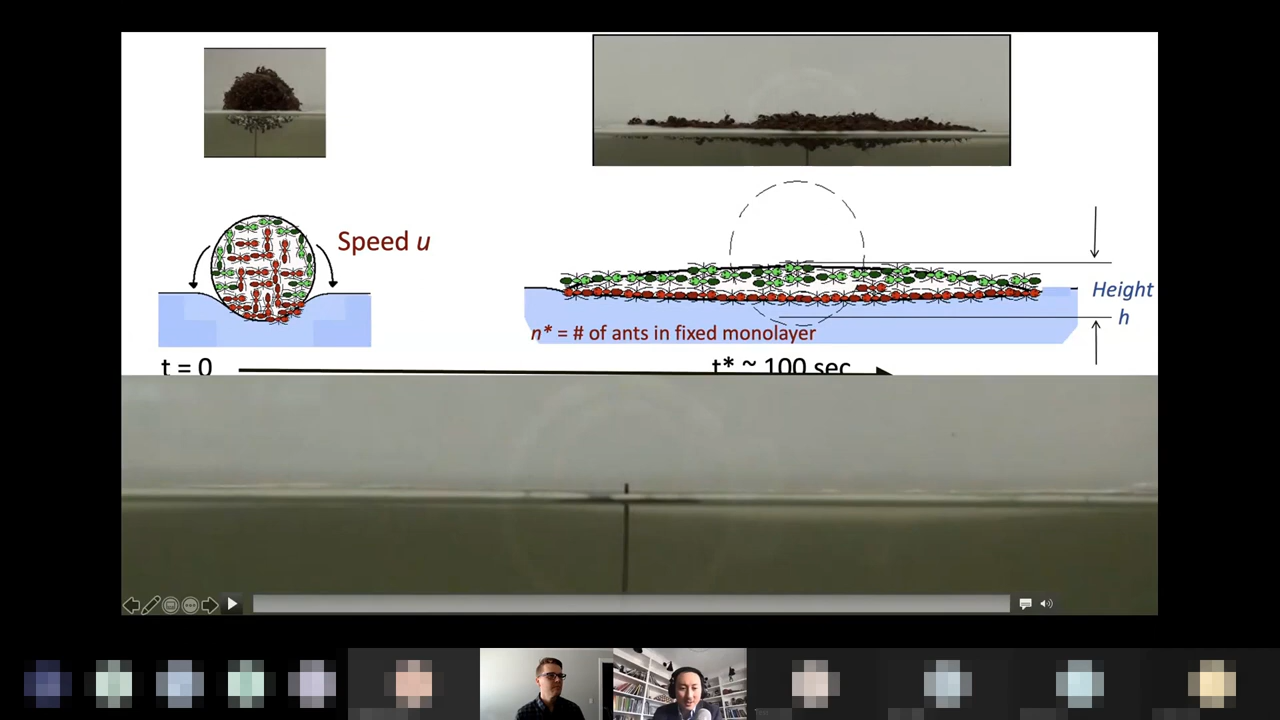 Speed u
Height
h
n* = # of ants in fixed monolayer
t = 0
t* ~ 100 sec